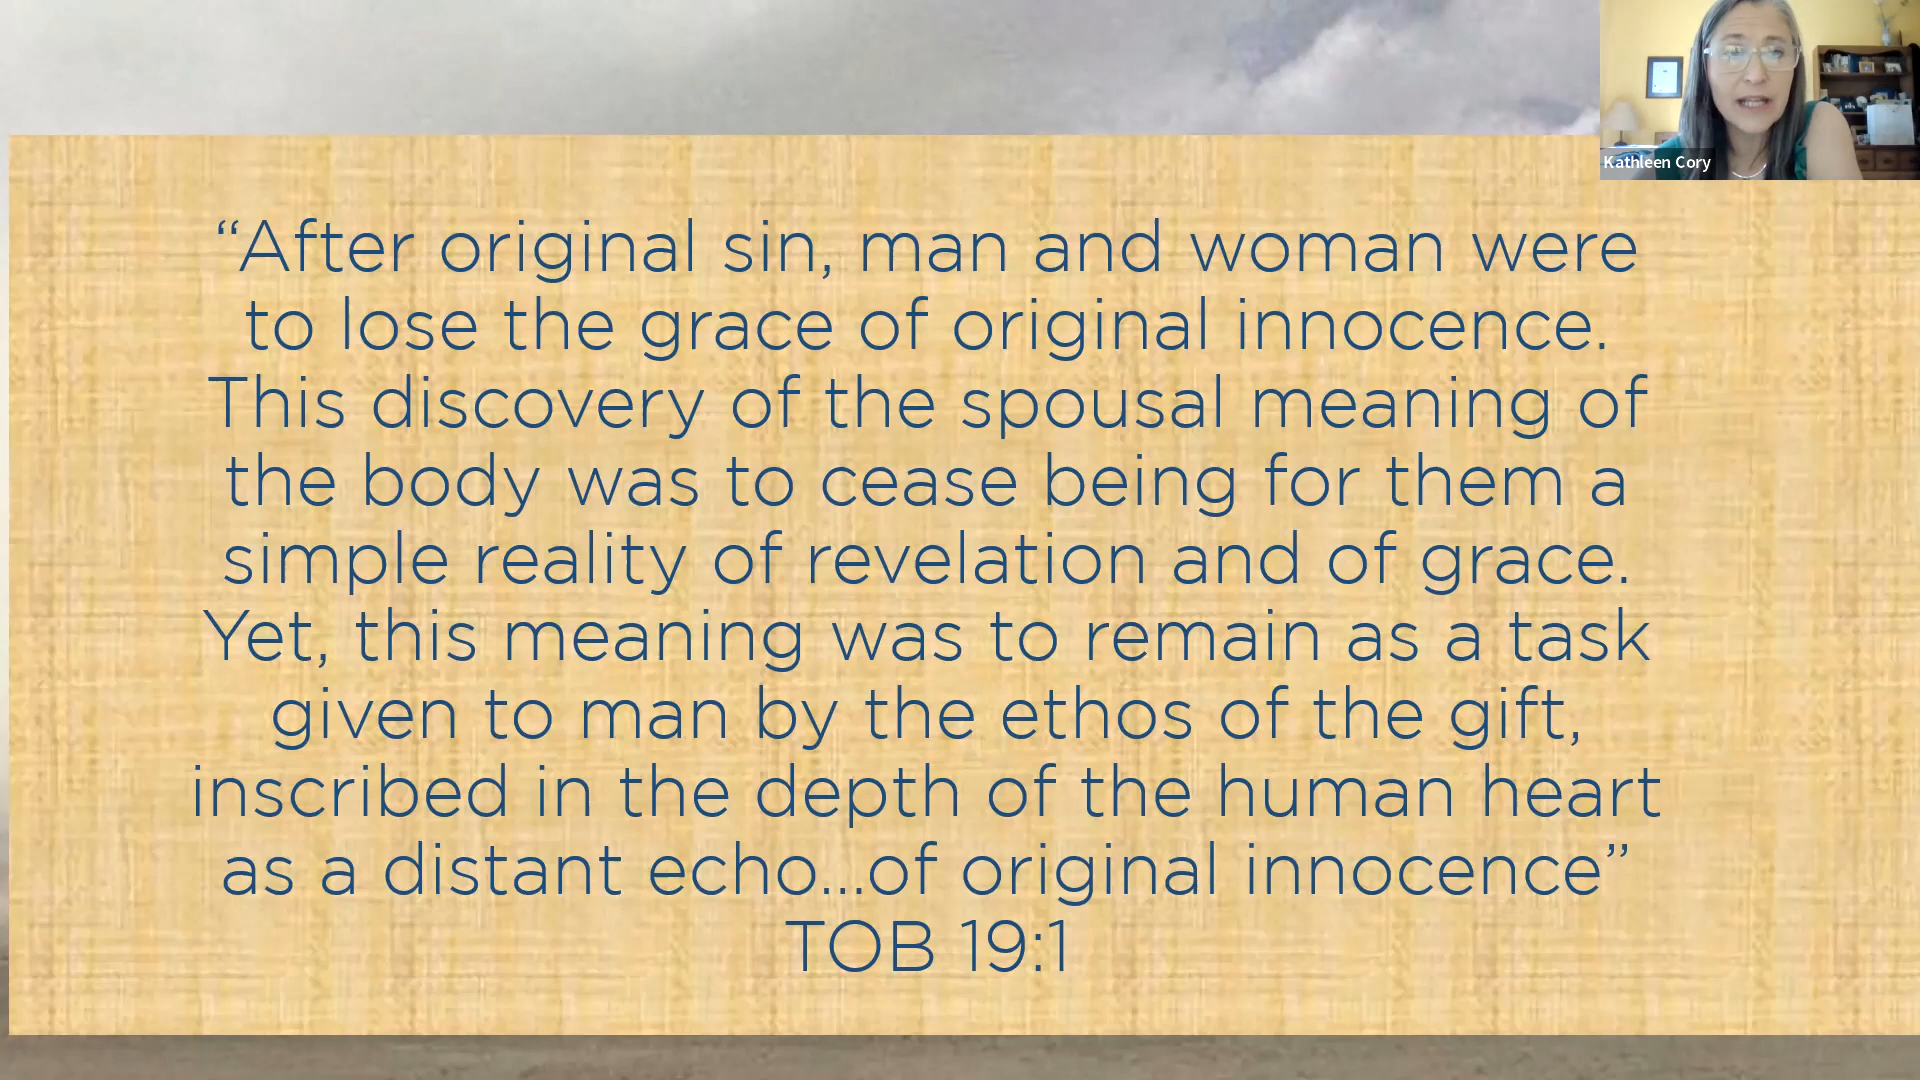 Kathleen Cory
“After original sin, man and woman were
to lose the grace of original innocence.
This discovery of the spousal meaning of
the body was to cease being for them a
simple reality of revelation and of grace.
Yet, this meaning was to remain as a task
given to man by the ethos of the gift,
inscribed in the depth of the human heart
as a distant echo...of original innocence”
TOB 19:1